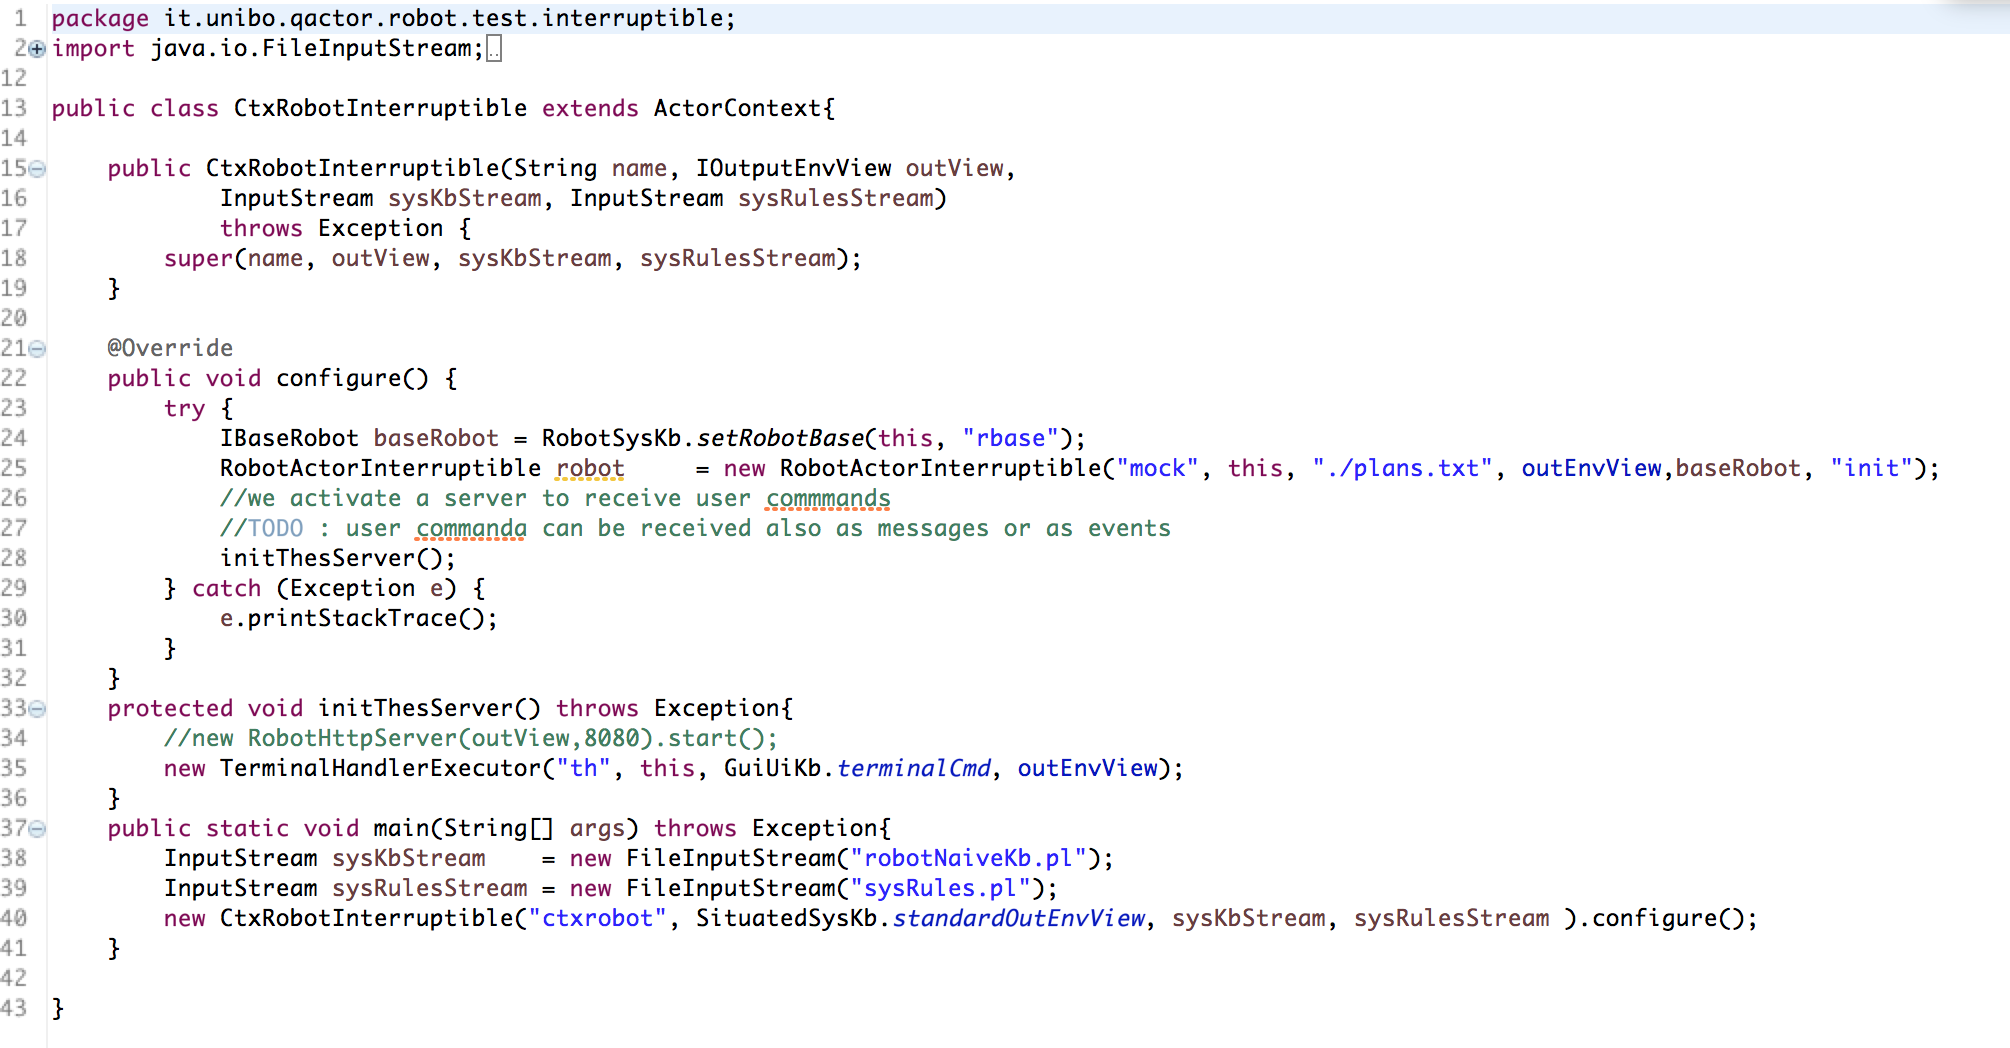 1 package it.unibo.qactor.robot.test.interruptible;
2 import java.io.FileInputStream;
12
13 public class CtxRobotInterruptible extends ActorContext{
14
15     public CtxRobotInterruptible(String name, IOutputEnvView outView,
16             InputStream sysKbStream, InputStream sysRulesStream)
17             throws Exception {
18         super(name, outView, sysKbStream, sysRulesStream);
19     }
20
21     @Override
22     public void configure() {
23         try {
24             IBaseRobot baseRobot = RobotSysKb.setRobotBase(this, "rbase");
25             RobotActorInterruptible robot     = new RobotActorInterruptible("mock", this, "./plans.txt", outEnvView,baseRobot, "init");
26             //we activate a server to receive user commmands
27             //TODO : user commanda can be received also as messages or as events
28             initThesServer();
29         } catch (Exception e) {
30             e.printStackTrace();
31         }
32     }
33     protected void initThesServer() throws Exception{
34         //new RobotHttpServer(outView,8080).start();
35         new TerminalHandlerExecutor("th", this, GuiUiKb.terminalCmd, outEnvView);
36     }
37     public static void main(String[] args) throws Exception{
38         InputStream sysKbStream    = new FileInputStream("robotNaiveKb.pl");
39         InputStream sysRulesStream = new FileInputStream("sysRules.pl");
40         new CtxRobotInterruptible("ctxrobot", SituatedSysKb.standardOutEnvView, sysKbStream, sysRulesStream ).configure();
41     }
42
43 }